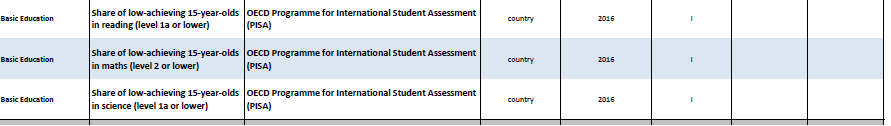 Basic Education Share of low-achieving 15-year-olds in reading (level 1a or lower) OECD Programme for International Student Assessment (PISA) country 2016 I
Basic Education Share of low-achieving 15-year-olds in maths (level 2 or lower) OECD Programme for International Student Assessment (PISA) country 2016 I
Basic Education Share of low-achieving 15-year-olds in science (level 1a or lower) OECD Programme for International Student Assessment (PISA) country 2016 I